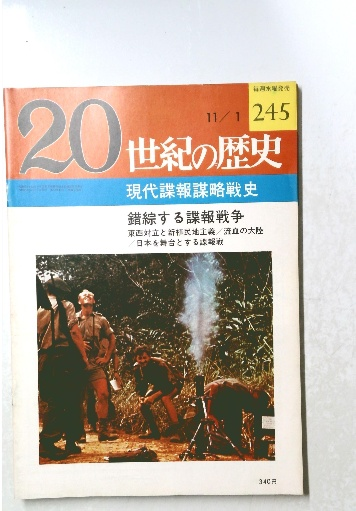 毎週水曜発売
11/1
245
20世紀の歴史
現代諜報謀略戦史
錯綜する諜報戦争
東西対立と新植民地主義/流血の大陸
/日本を舞台とする諜報戦
340円